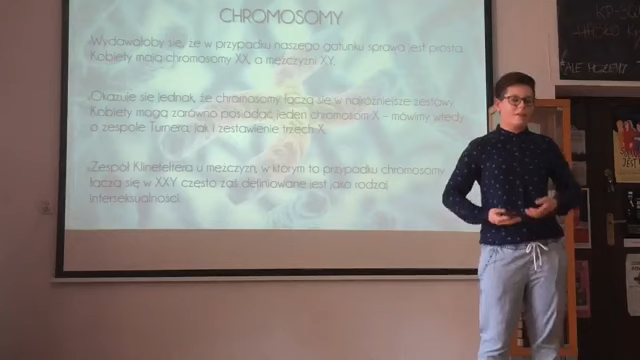 CHROMOSOMY
Wydawałoby się, że w przypadku naszego gatunku sprawa jest prosta.
Kobiety mają chromosomy XX, a mężczyźni XY.
Okazuje się jednak, że chromosomy łączą się w najróżniejsze zestawy.
Kobiety mogą zarówno posiadać jeden chromosom X – mówimy wtedy
o zespole Turnera, jak i zestawienie trzech X.
Zespół Klinefeltera u mężczyzn, w którym to przypadku chromosomy
łączą się w XXY często zaś definiowane jest jako rodzaj
interseksualności.
ALE MOŻEMY